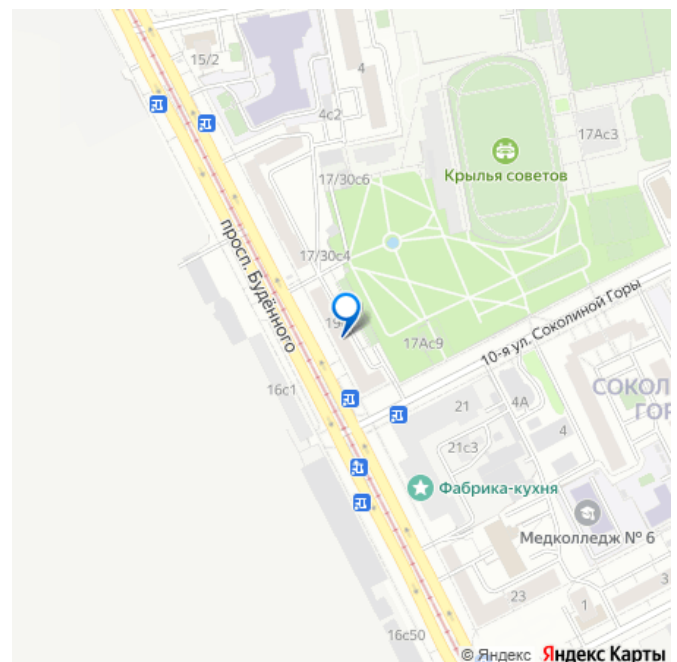 15/2
4
4с2
17Ас3
Крылья советов
17/30с6
просп. Будённого
17/30с4
19
17Ас9
10-я ул. Соколиной Горы
16с1
СОКОЛ
ГОР
21
4А
4
21с3
Фабрика-кухня
Медколледж № 6
23
1
3
16с50
© Яндекс Яндекс Карты